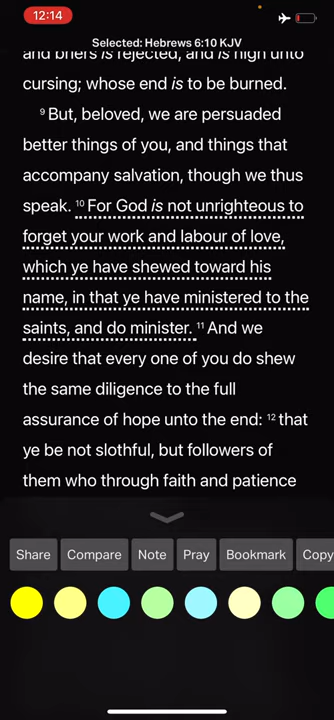 12:14
Selected: Hebrews 6:10 KJV
and briers is rejected, and is nigh unto
cursing; whose end is to be burned.
9 But, beloved, we are persuaded
better things of you, and things that
accompany salvation, though we thus
speak. 10 For God is not unrighteous to
forget your work and labour of love,
which ye have shewed toward his
name, in that ye have ministered to the
saints, and do minister. 11 And we
desire that every one of you do shew
the same diligence to the full
assurance of hope unto the end: 12 that
ye be not slothful, but followers of
them who through faith and patience
Share Compare Note Pray Bookmark Copy